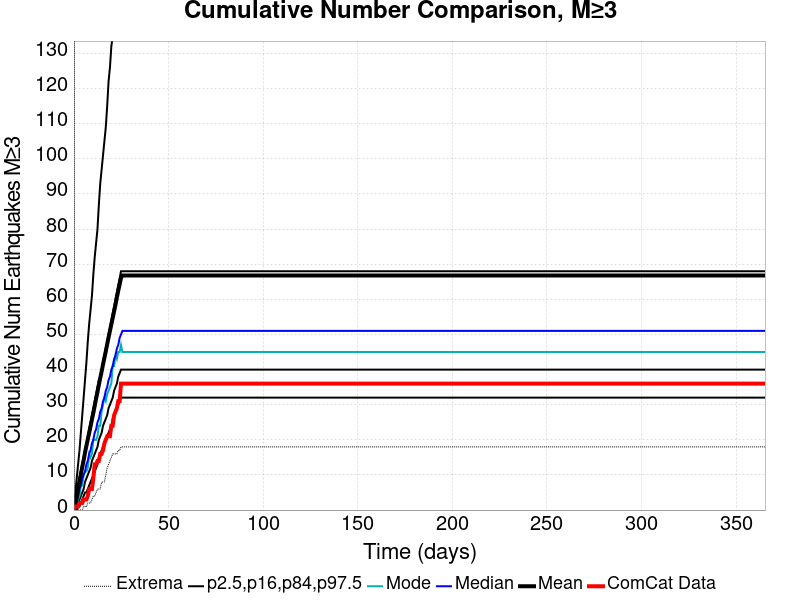 Cumulative Number Comparison, M≥3
Cumulative Num Earthquakes M≥3
130
120
110
100
90
80
70
60
50
40
30
20
10
0
0 50 100 150 200 250 300 350
Time (days)
Extrema p2.5,p16,p84,p97.5 Mode Median Mean ComCat Data